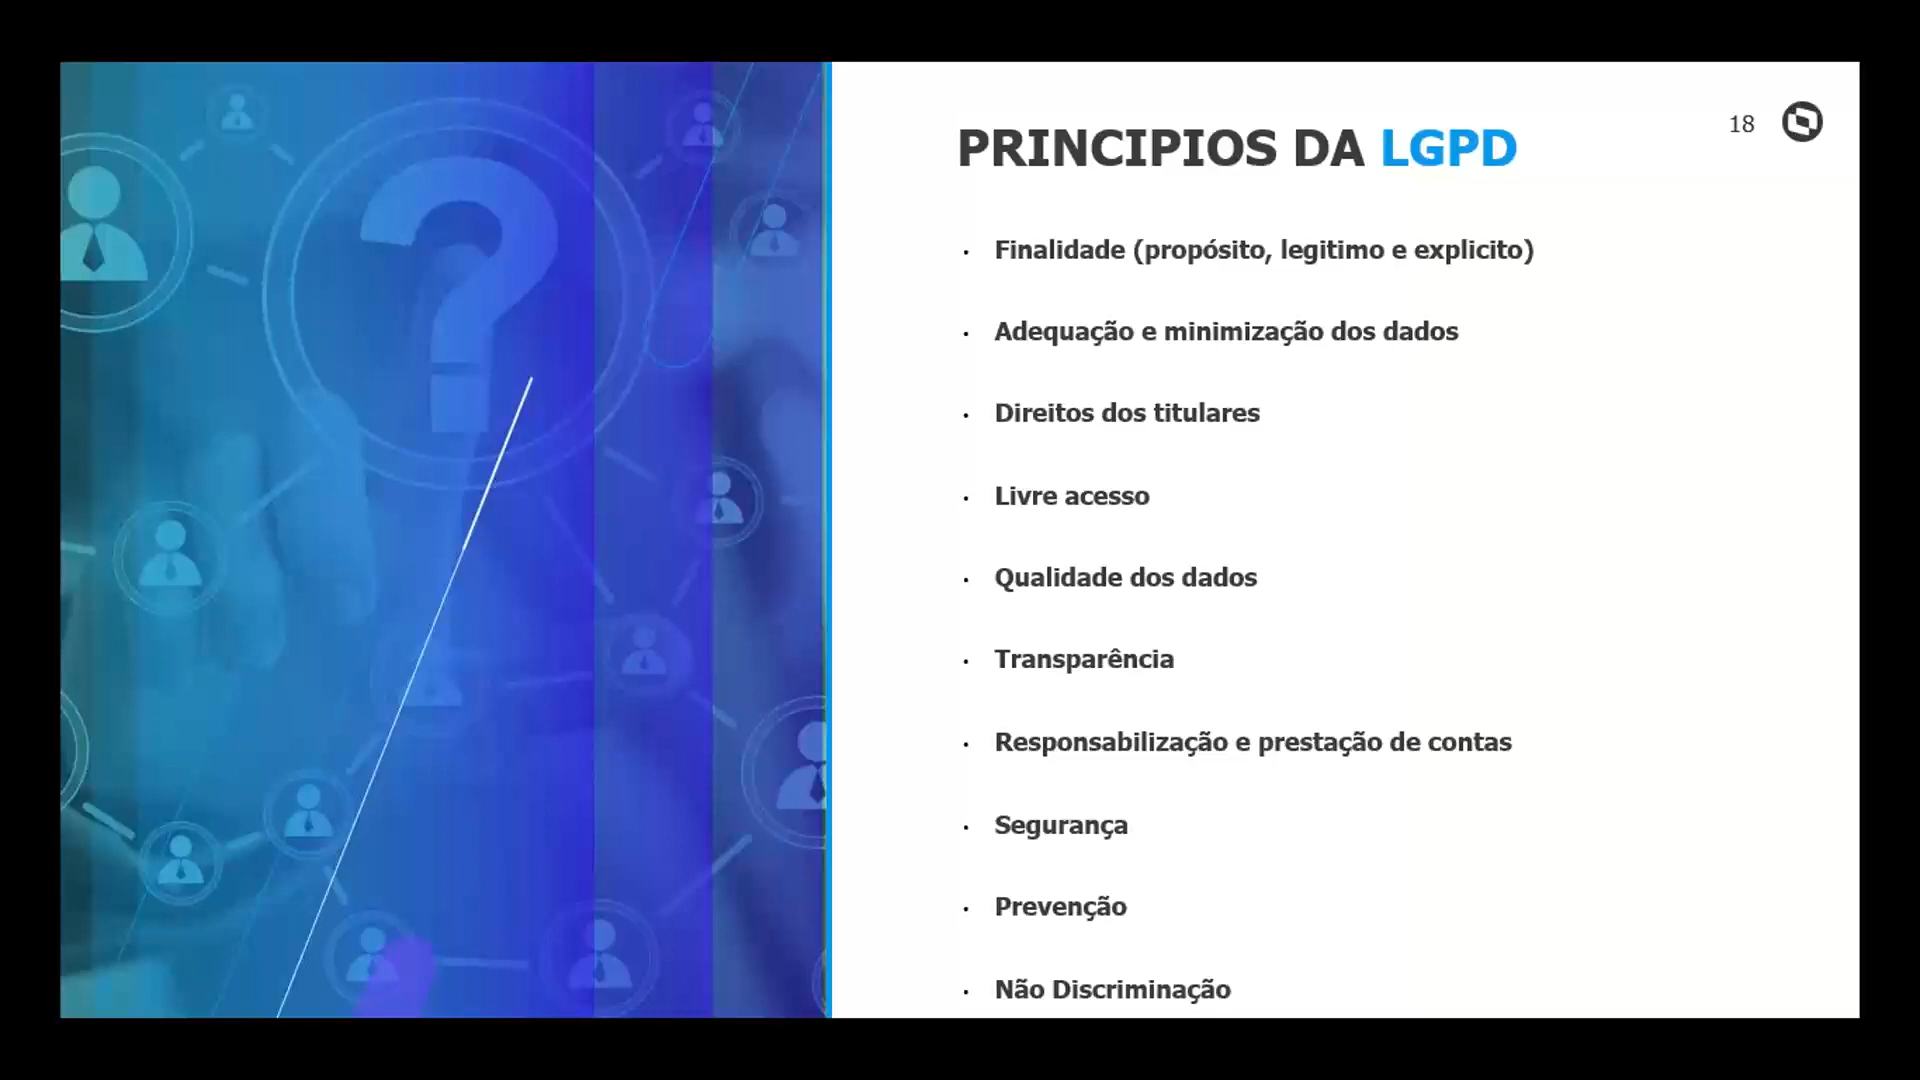 18
PRINCIPIOS DA LGPD
· Finalidade (propósito, legitimo e explicito)
· Adequação e minimização dos dados
· Direitos dos titulares
· Livre acesso
· Qualidade dos dados
· Transparência
· Responsabilização e prestação de contas
· Segurança
· Prevenção
· Não Discriminação